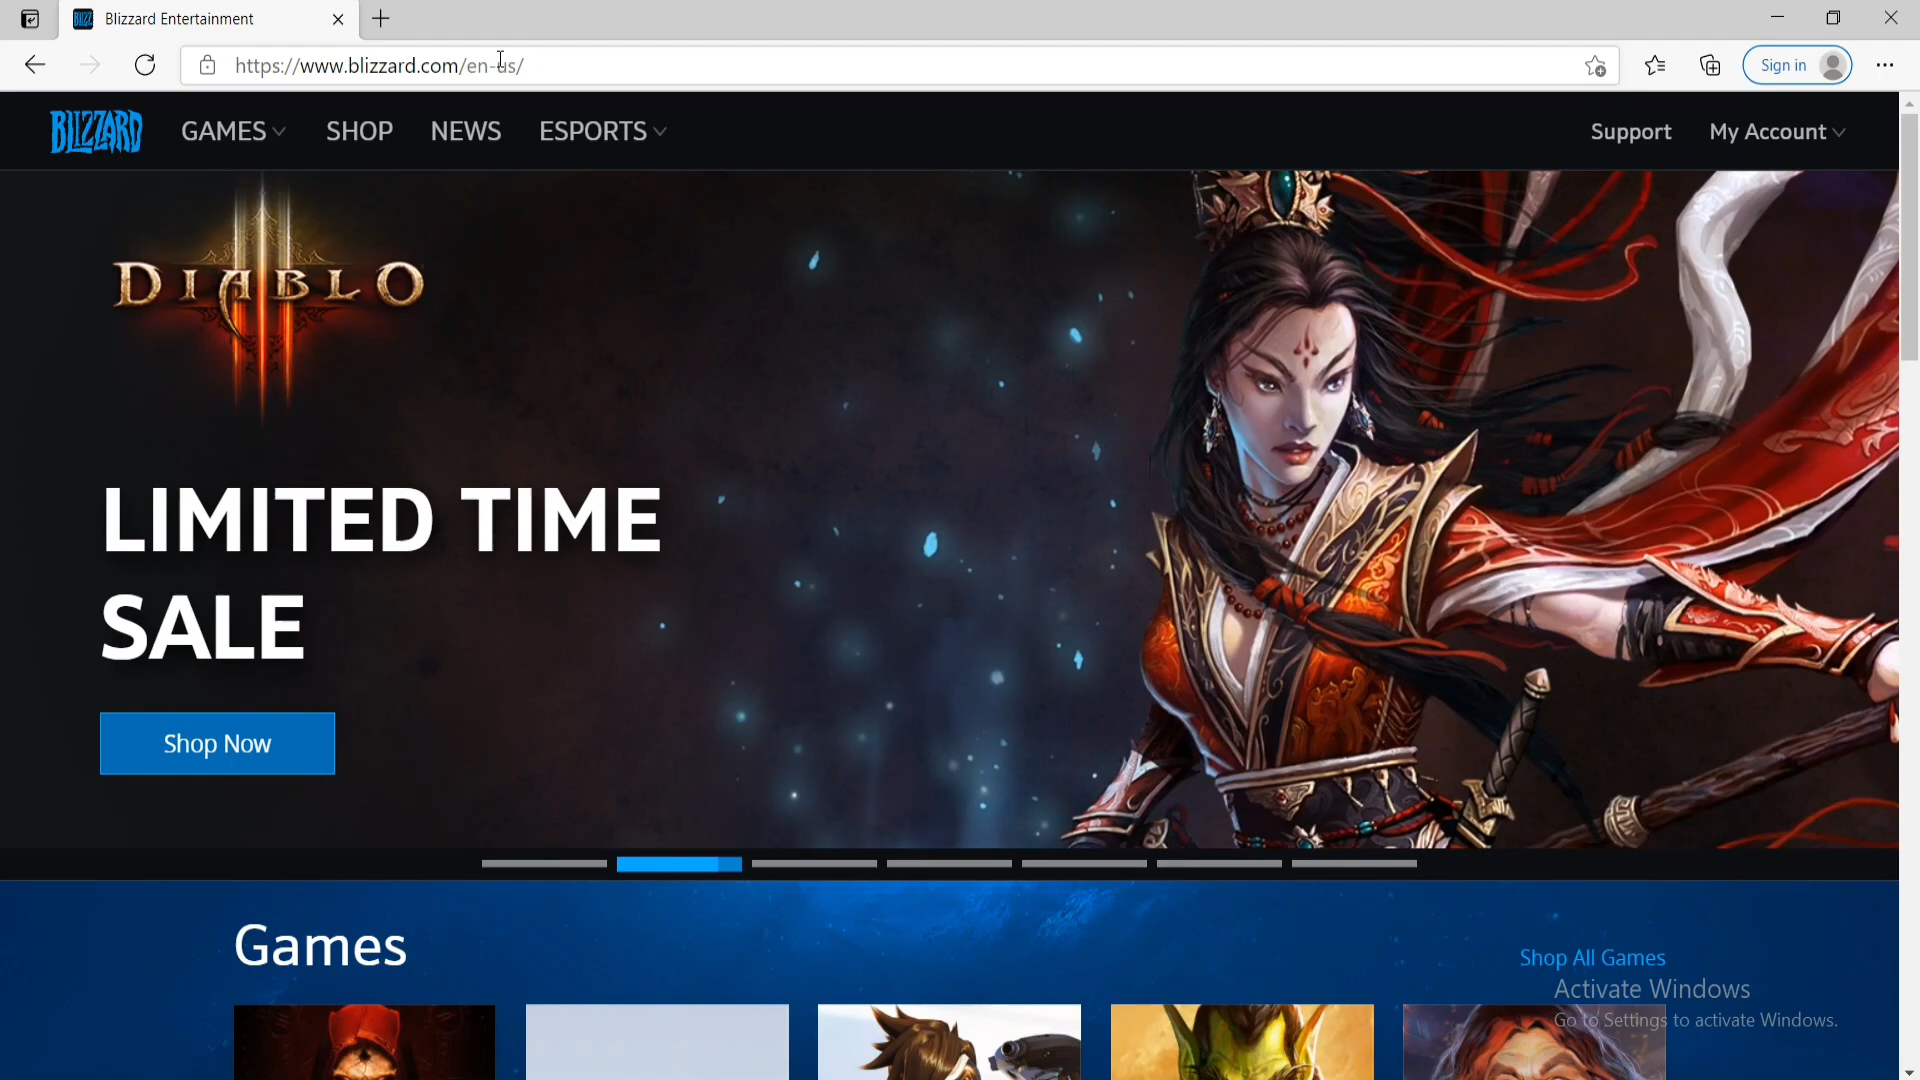 Blizzard Entertainment
https://www.blizzard.com/en-us/
Sign in
BLIZZARD
GAMES
SHOP
NEWS
ESPORTS
Support
My Account
DIABLO
III
LIMITED TIME
SALE
Shop Now
Games
Shop All Games
Activate Windows
Go to Settings to activate Windows.